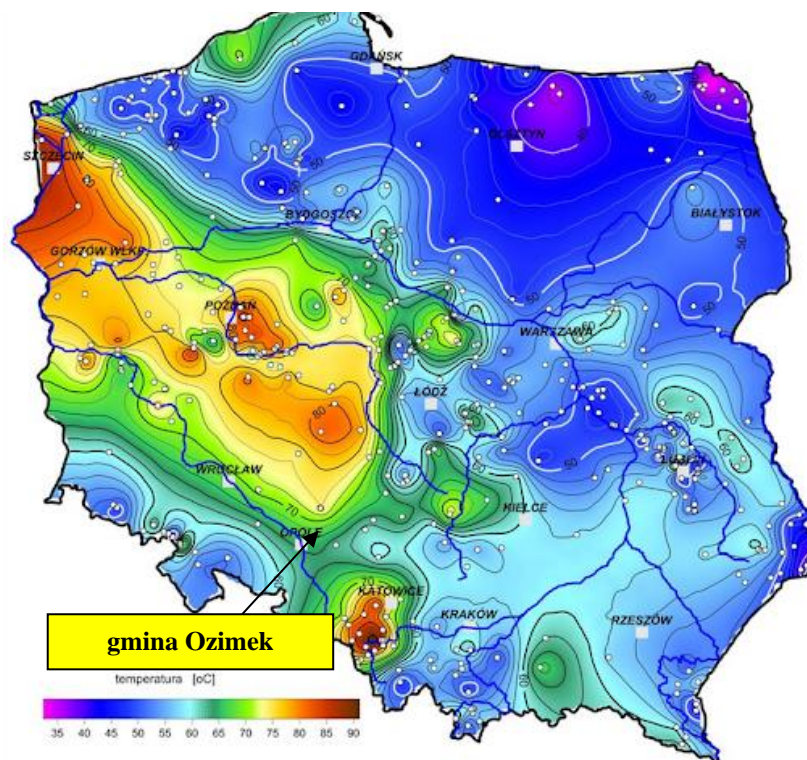 GDAŃSK
OLSZTYN
SZCZECIN
BIAŁYSTOK
BYDGOSZCZ
GORZÓW WLKP.
POZNAŃ
WARSZAWA
ŁÓDŹ
WROCŁAW
LUBLIN
KIELCE
OPOLE
70
KATOWICE
gmina Ozimek
KRAKÓW
RZESZÓW
temperatura [oC]
35 40 45 50 55 60 65 70 75 80 85 90